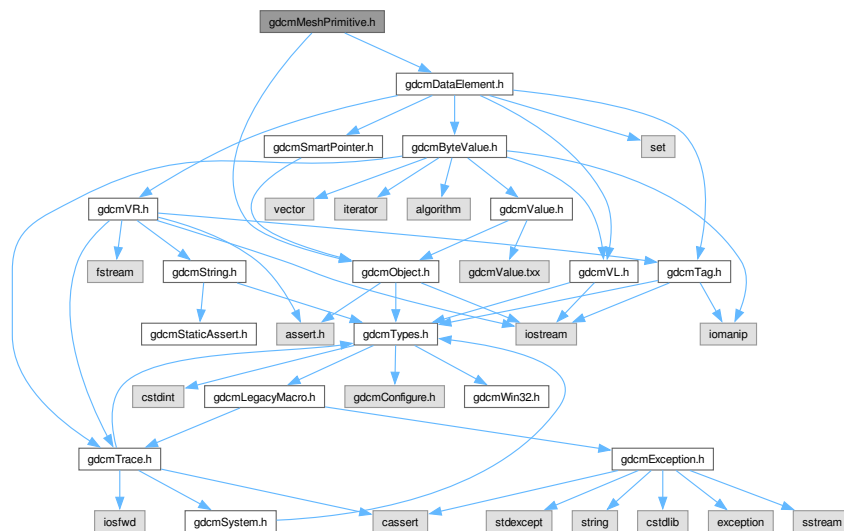 gdcmMeshPrimitive.h
gdcmDataElement.h
gdcmSmartPointer.h
gdcmByteValue.h
set
gdcmVR.h
vector
iterator
algorithm
gdcmValue.h
fstream
gdcmString.h
gdcmObject.h
gdcmValue.txx
gdcmVL.h
gdcmTag.h
gdcmStaticAssert.h
assert.h
gdcmTypes.h
iostream
iomanip
cstdint
gdcmLegacyMacro.h
gdcmConfigure.h
gdcmWin32.h
gdcmTrace.h
gdcmException.h
iosfwd
gdcmSystem.h
cassert
stdexcept
string
cstdlib
exception
sstream